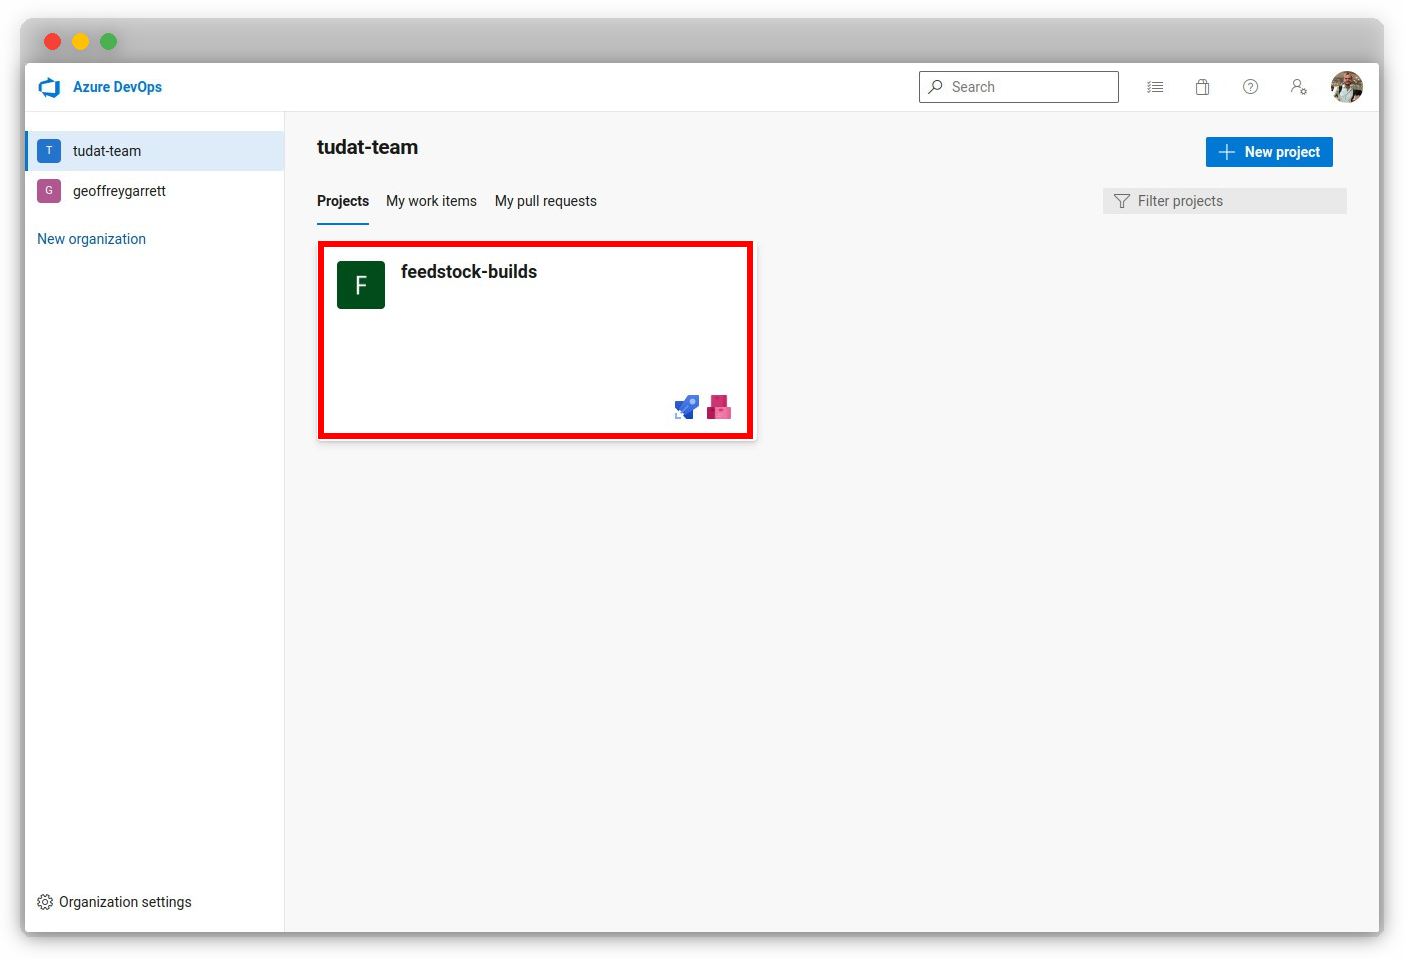 Azure DevOps
Search
T tudat-team
G geoffreygarrett
New organization
tudat-team
New project
Projects My work items My pull requests
Filter projects
F feedstock-builds
Organization settings